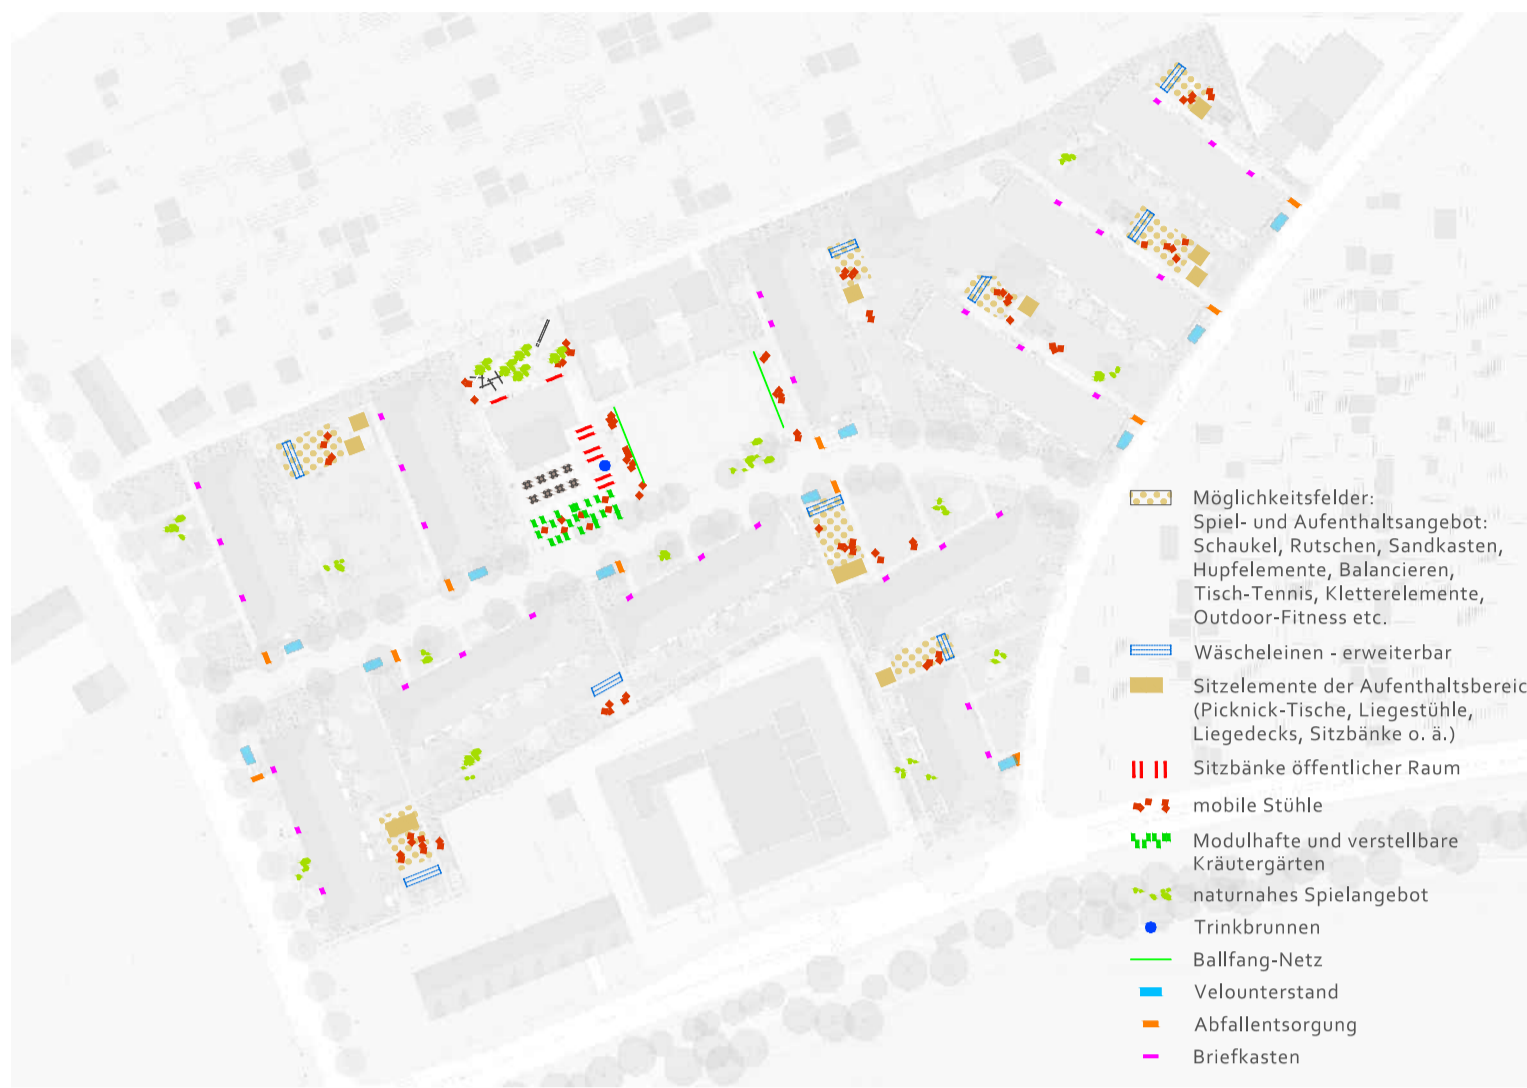 Möglichkeitsfelder:
Spiel- und Aufenthaltsangebot:
Schaukel, Rutschen, Sandkasten,
Hupfelemente, Balancieren,
Tisch-Tennis, Kletterelemente,
Outdoor-Fitness etc.
Wäscheleinen - erweiterbar
Sitzelemente der Aufenthaltsbereic
(Picknick-Tische, Liegestühle,
Liegedecks, Sitzbänke o. ä.)
Sitzbänke öffentlicher Raum
mobile Stühle
Modulhafte und verstellbare
Kräutergärten
naturnahes Spielangebot
Trinkbrunnen
Ballfang-Netz
Velounterstand
Abfallentsorgung
Briefkasten